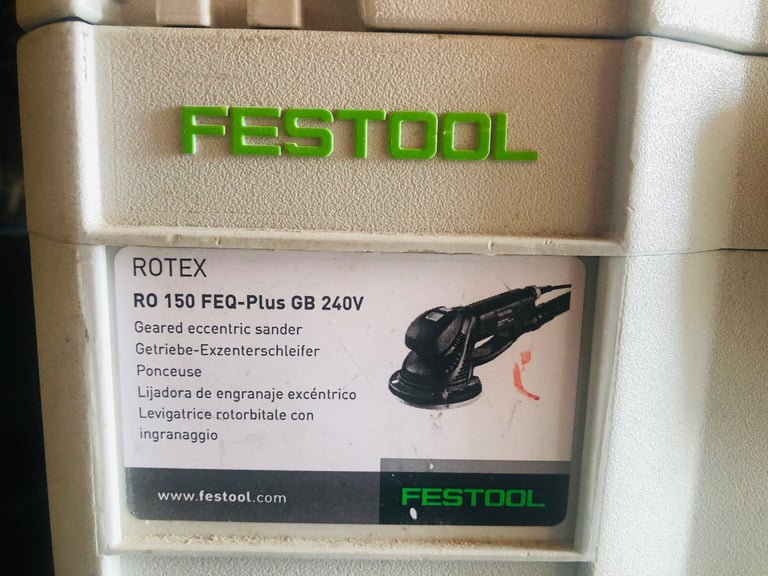 FESTOOL
ROTEX
RO 150 FEQ-Plus GB 240V
Geared eccentric sander
Getriebe-Exzenterschleifer
Ponceuse
Lijadora de engranaje excéntrico
Levigatrice rotorbitale con
ingranaggio
www.festool.com
FESTOOL